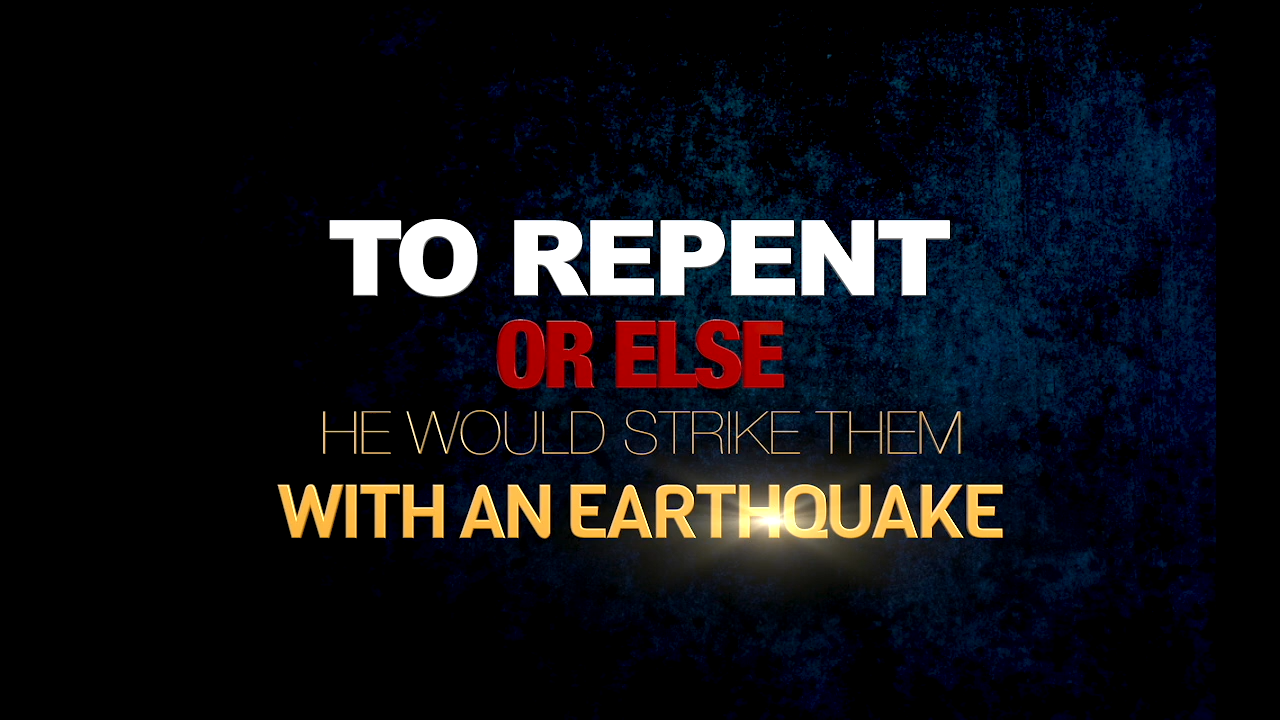 TO REPENT
OR ELSE
HE WOULD STRIKE THEM
WITH AN EARTHQUAKE